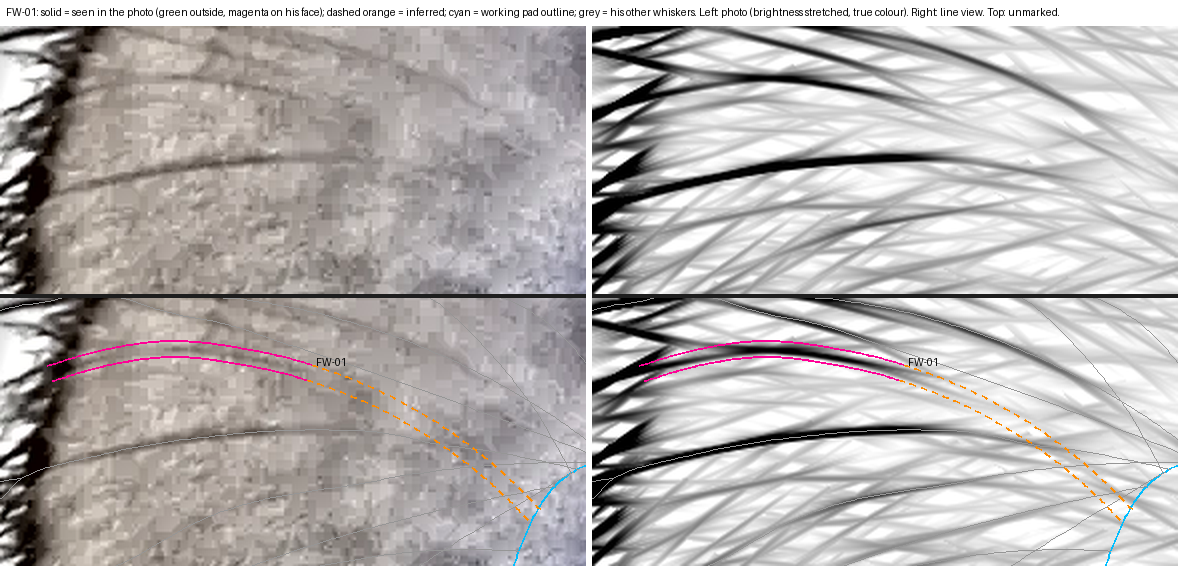 FW-01: solid = seen in the photo (green outside, magenta on his face); dashed orange = inferred; cyan = working pad outline; grey = his other whiskers. Left: photo (brightness stretched, true colour). Right: line view. Top: unmarked.
FW-01
FW-01